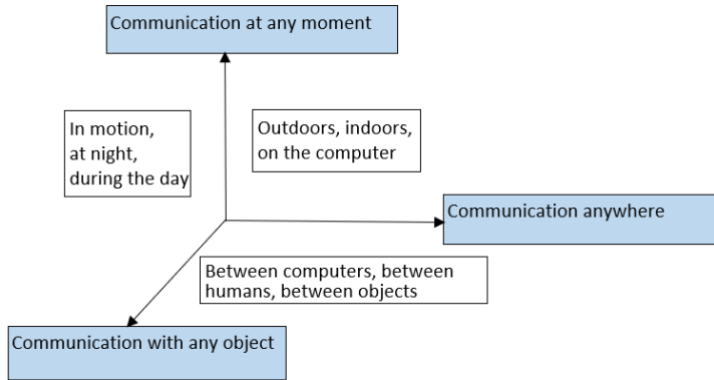 Communication at any moment
In motion,
at night,
during the day
Outdoors, indoors,
on the computer
Communication anywhere
Between computers, between
humans, between objects
Communication with any object